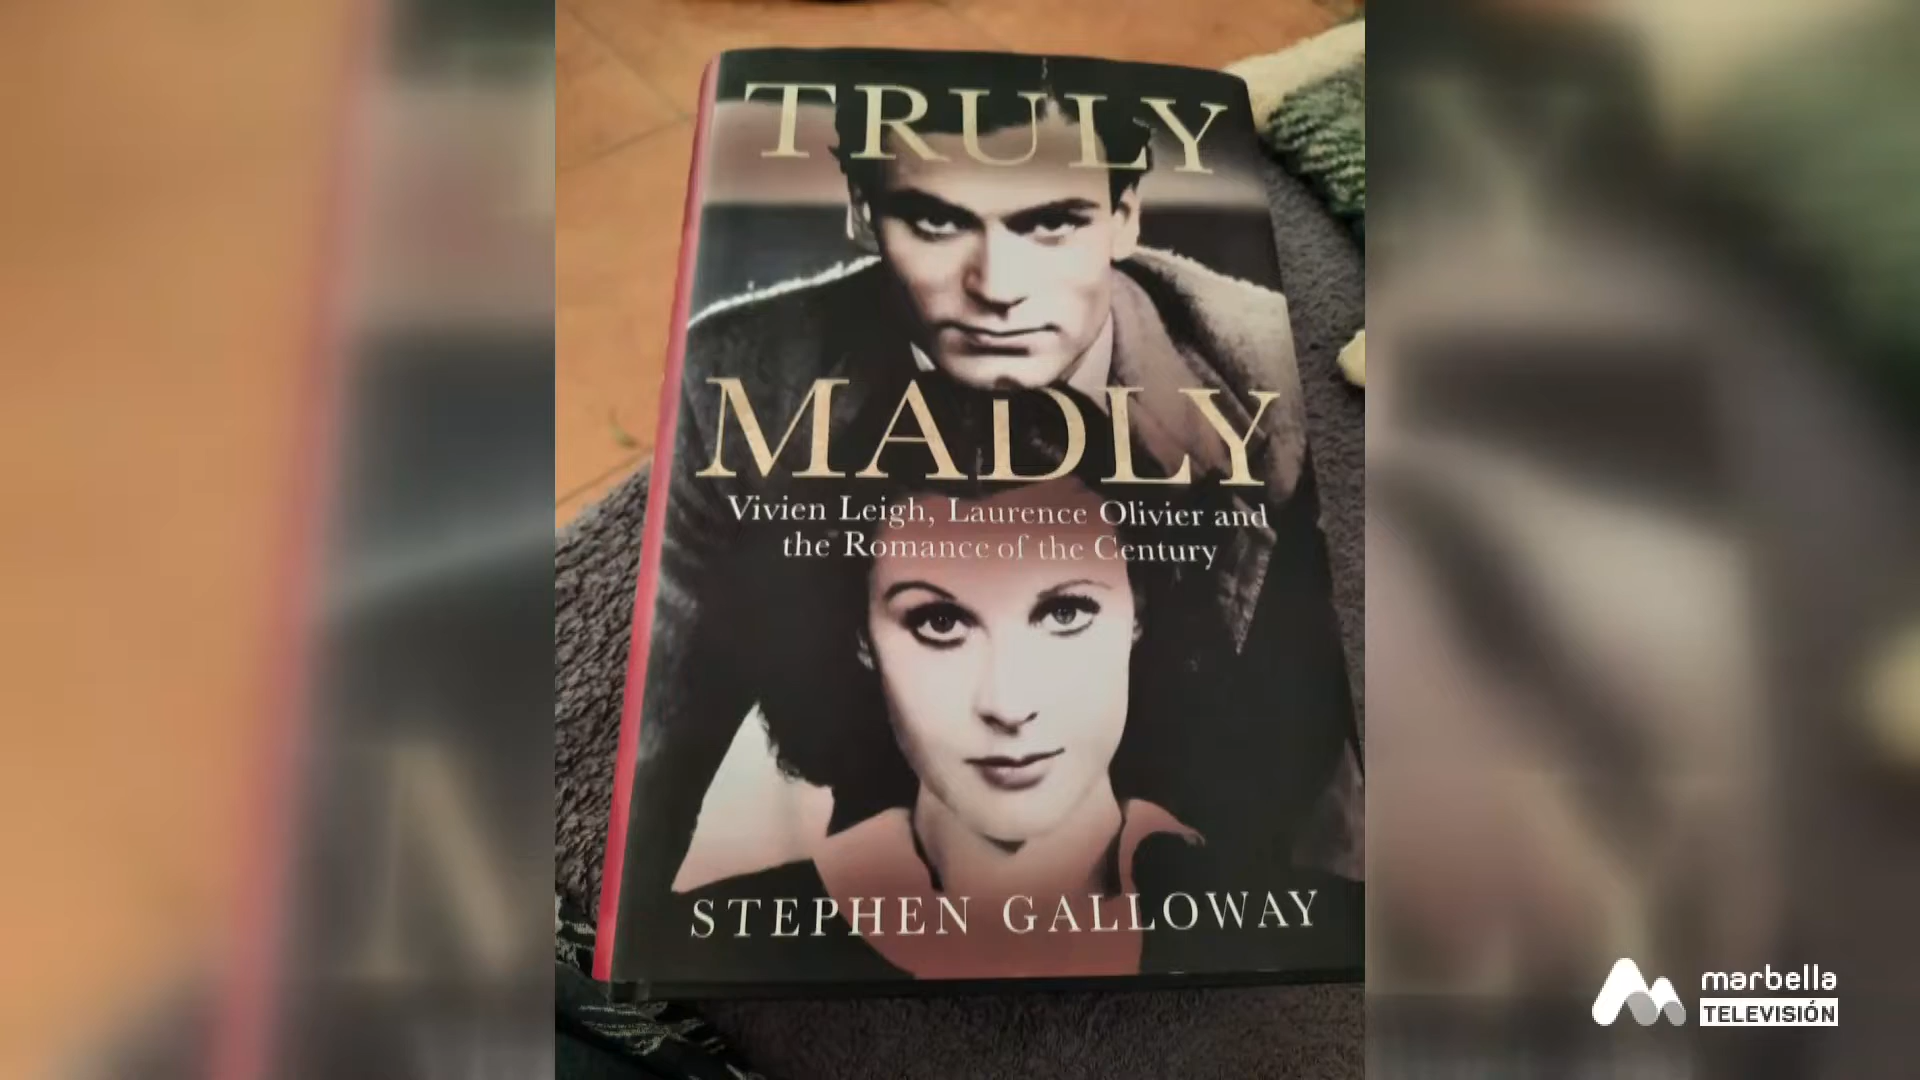 TRULY
MADLY
Vivien Leigh, Laurence Olivier and
the Romance of the Century
STEPHEN GALLOWAY
marbella
TELEVISIÓN